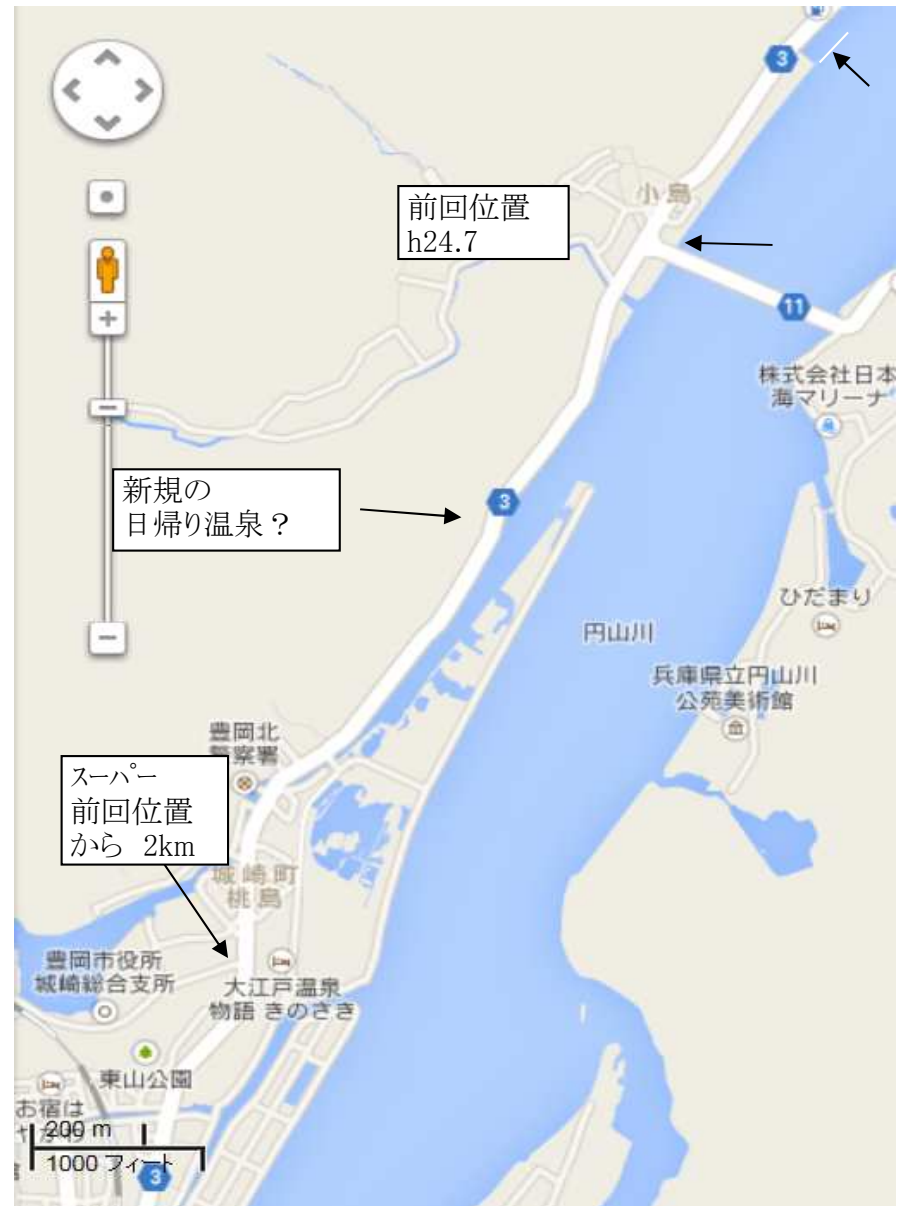 3
小島
前回位置
h24.7
11
株式会社日本
海マリーナ
新規の
日帰り温泉？
3
ひだまり
円山川
兵庫県立円山川
公苑美術館
豊岡北
警察署
スーパー
前回位置
から 2km
城崎町
桃島
豊岡市役所
城崎総合支所
大江戸温泉
物語 きのさき
東山公園
お宿は
200 m
1000 フィート
3